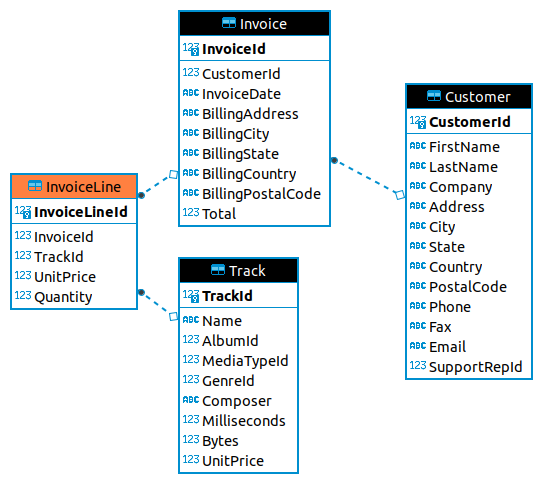 Invoice
123 InvoiceId
123 CustomerId
ABC InvoiceDate
ABC BillingAddress
ABC BillingCity
ABC BillingState
ABC BillingCountry
ABC BillingPostalCode
123 Total
Customer
123 CustomerId
ABC FirstName
ABC LastName
ABC Company
ABC Address
ABC City
ABC State
ABC Country
ABC PostalCode
ABC Phone
ABC Fax
ABC Email
123 SupportRepId
InvoiceLine
123 InvoiceLineId
123 InvoiceId
123 TrackId
123 UnitPrice
123 Quantity
Track
123 TrackId
ABC Name
123 AlbumId
123 MediaTypeId
123 GenreId
ABC Composer
123 Milliseconds
123 Bytes
123 UnitPrice